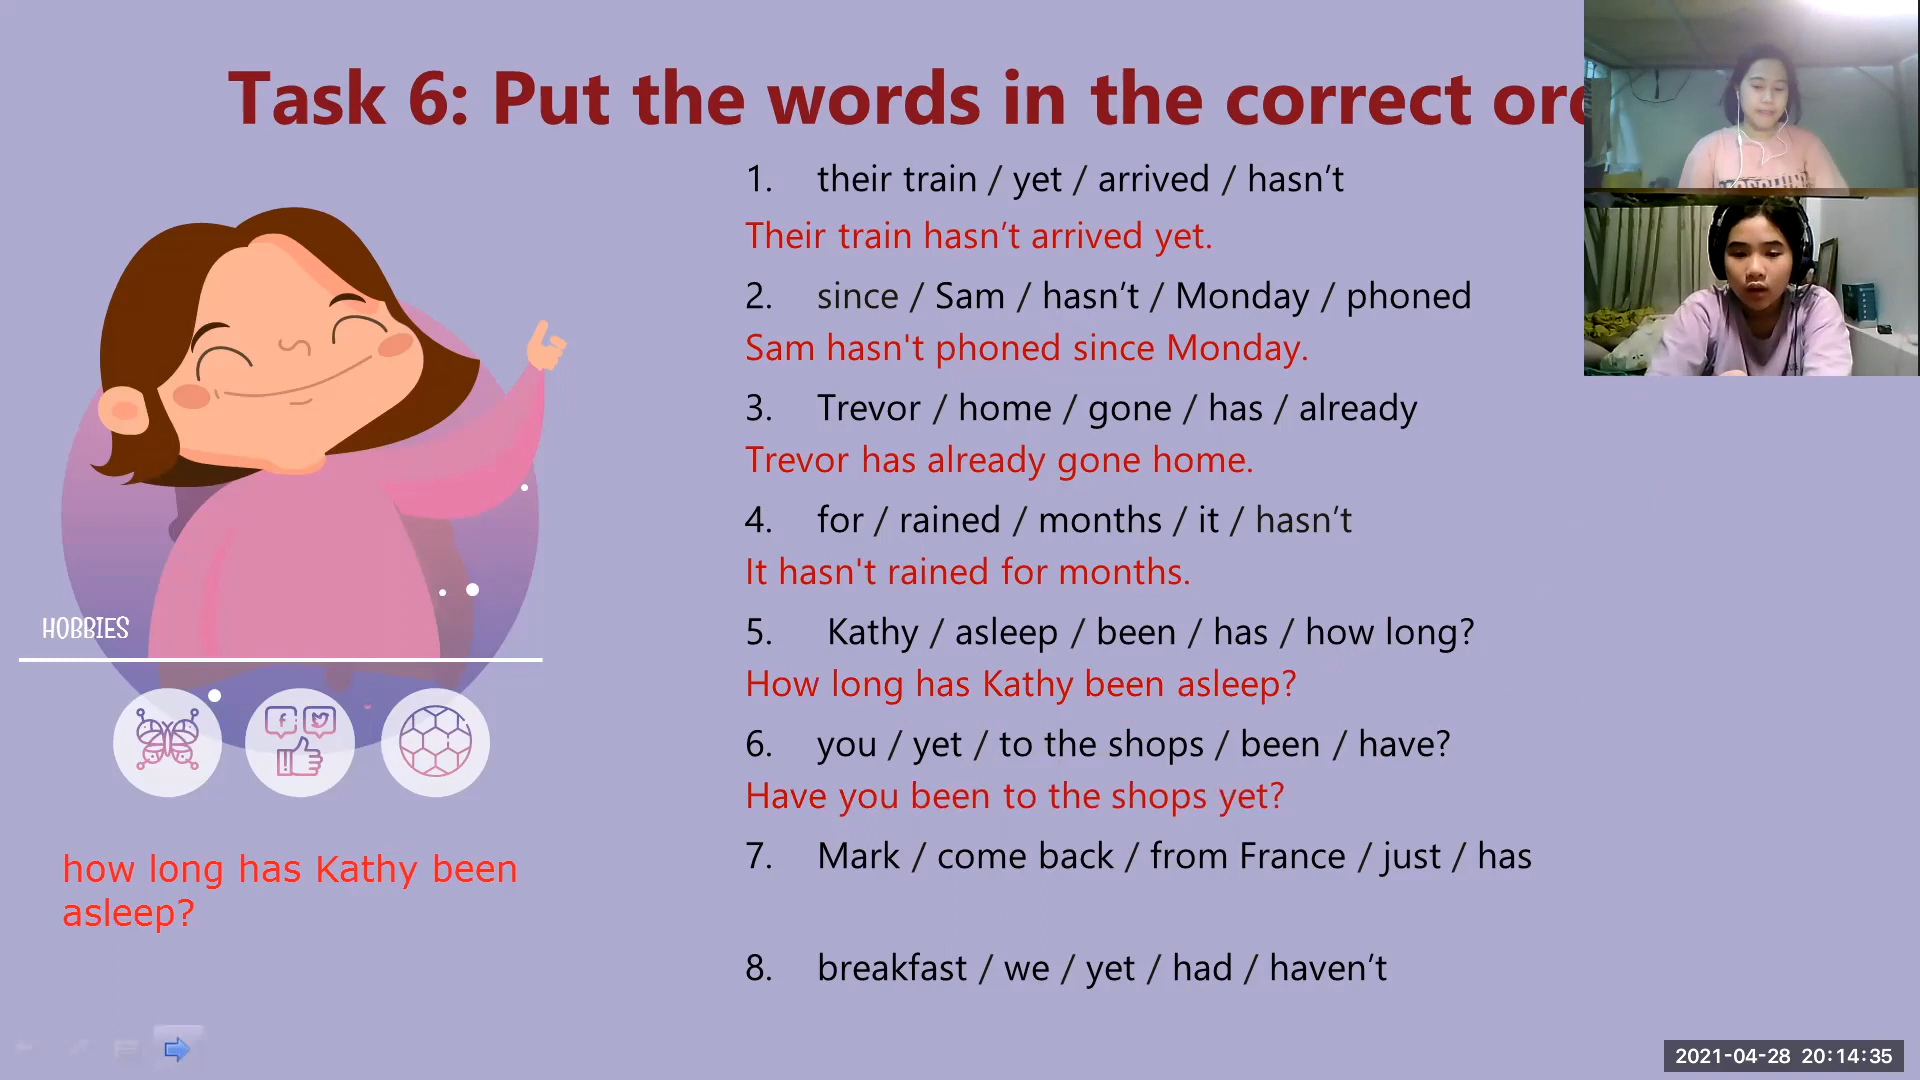 Task 6: Put the words in the correct
1. their train / yet / arrived / hasn’t
Their train hasn’t arrived yet.
2. since / Sam / hasn’t / Monday / phoned
Sam hasn't phoned since Monday.
3. Trevor / home / gone / has / already
Trevor has already gone home.
4. for / rained / months / it / hasn’t
It hasn't rained for months.
5. Kathy / asleep / been / has / how long?
How long has Kathy been asleep?
6. you / yet / to the shops / been / have?
Have you been to the shops yet?
7. Mark / come back / from France / just / has
8. breakfast / we / yet / had / haven’t
HOBBIES
how long has Kathy been
asleep?
2021-04-28 20:14:35